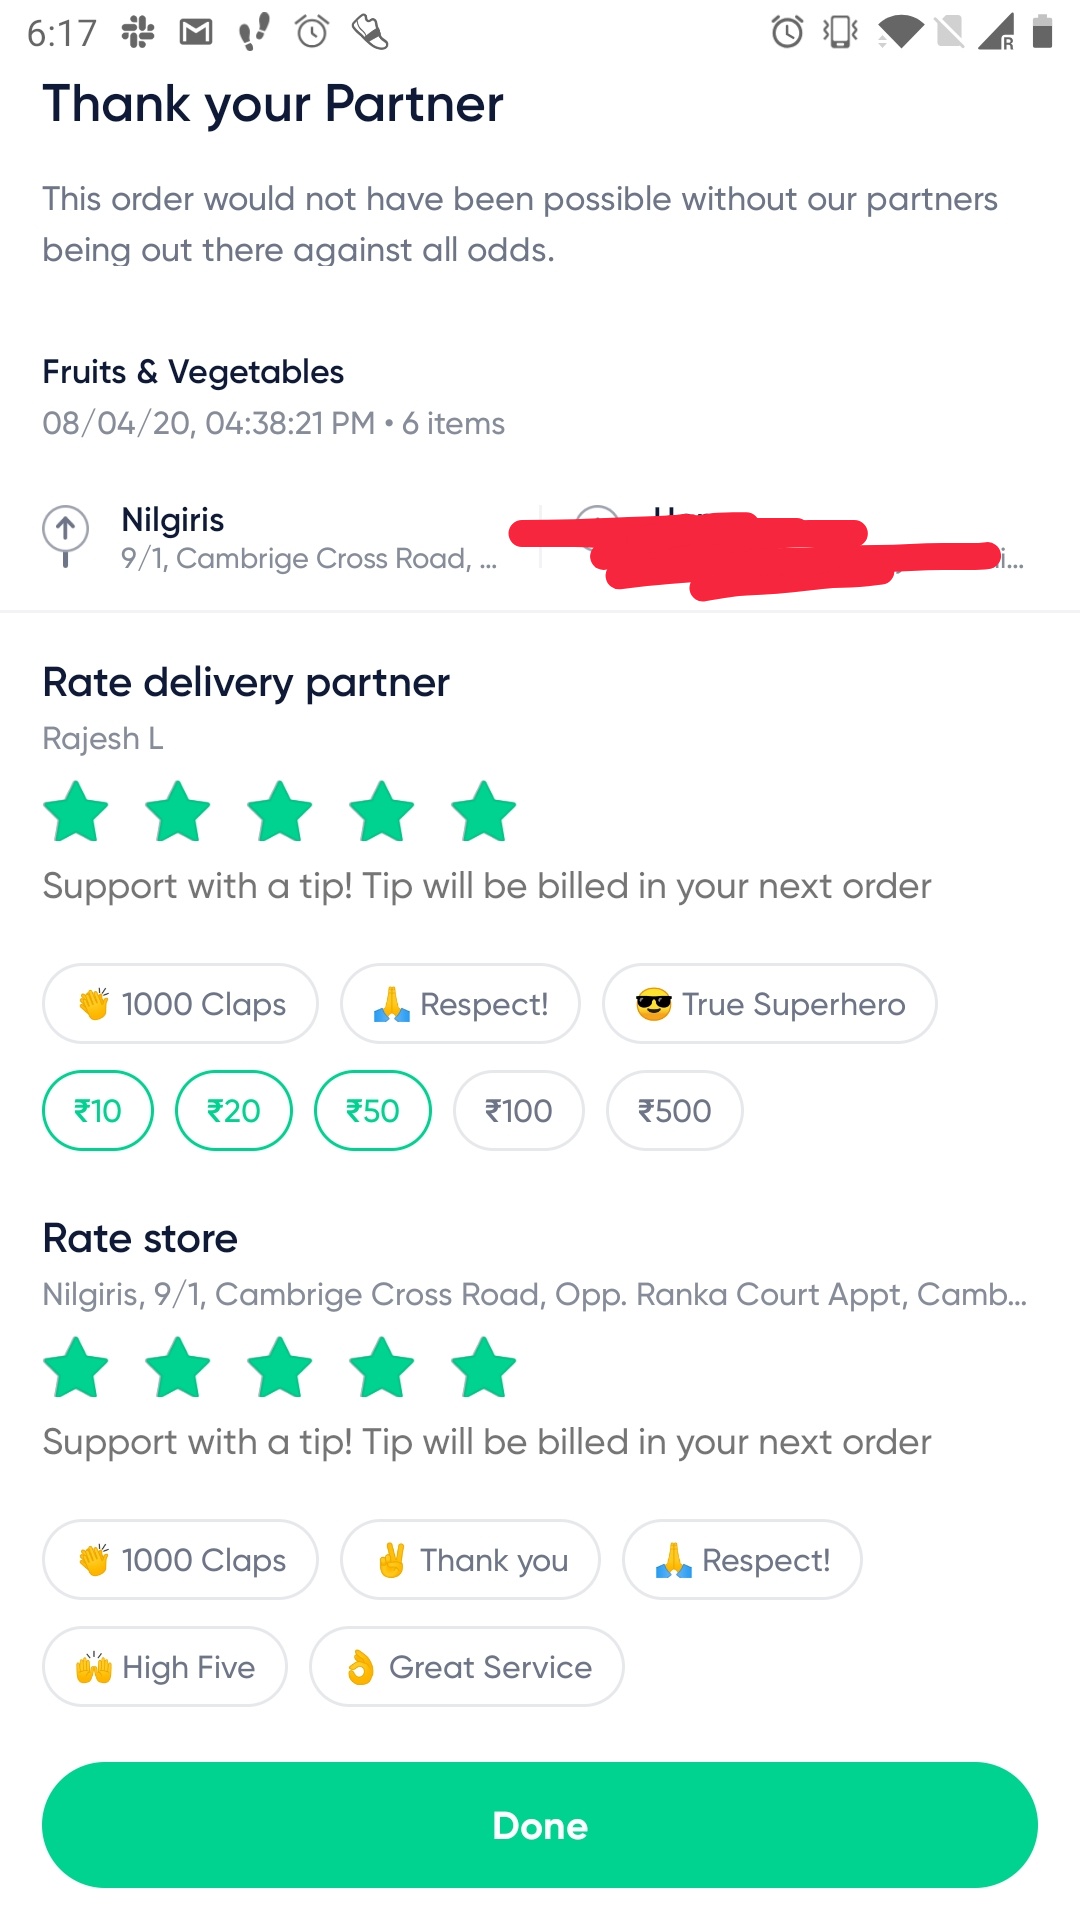 6:17
Thank your Partner
This order would not have been possible without our partners
being out there against all odds.
Fruits & Vegetables
08/04/20, 04:38:21 PM • 6 items
Nilgiris
9/1, Cambrige Cross Road, ...
Rate delivery partner
Rajesh L
Support with a tip! Tip will be billed in your next order
👏 1000 Claps 🙏 Respect! 😎 True Superhero
₹10 ₹20 ₹50 ₹100 ₹500
Rate store
Nilgiris, 9/1, Cambrige Cross Road, Opp. Ranka Court Appt, Camb...
Support with a tip! Tip will be billed in your next order
👏 1000 Claps ✌ Thank you 🙏 Respect!
🙌 High Five 👌 Great Service
Done